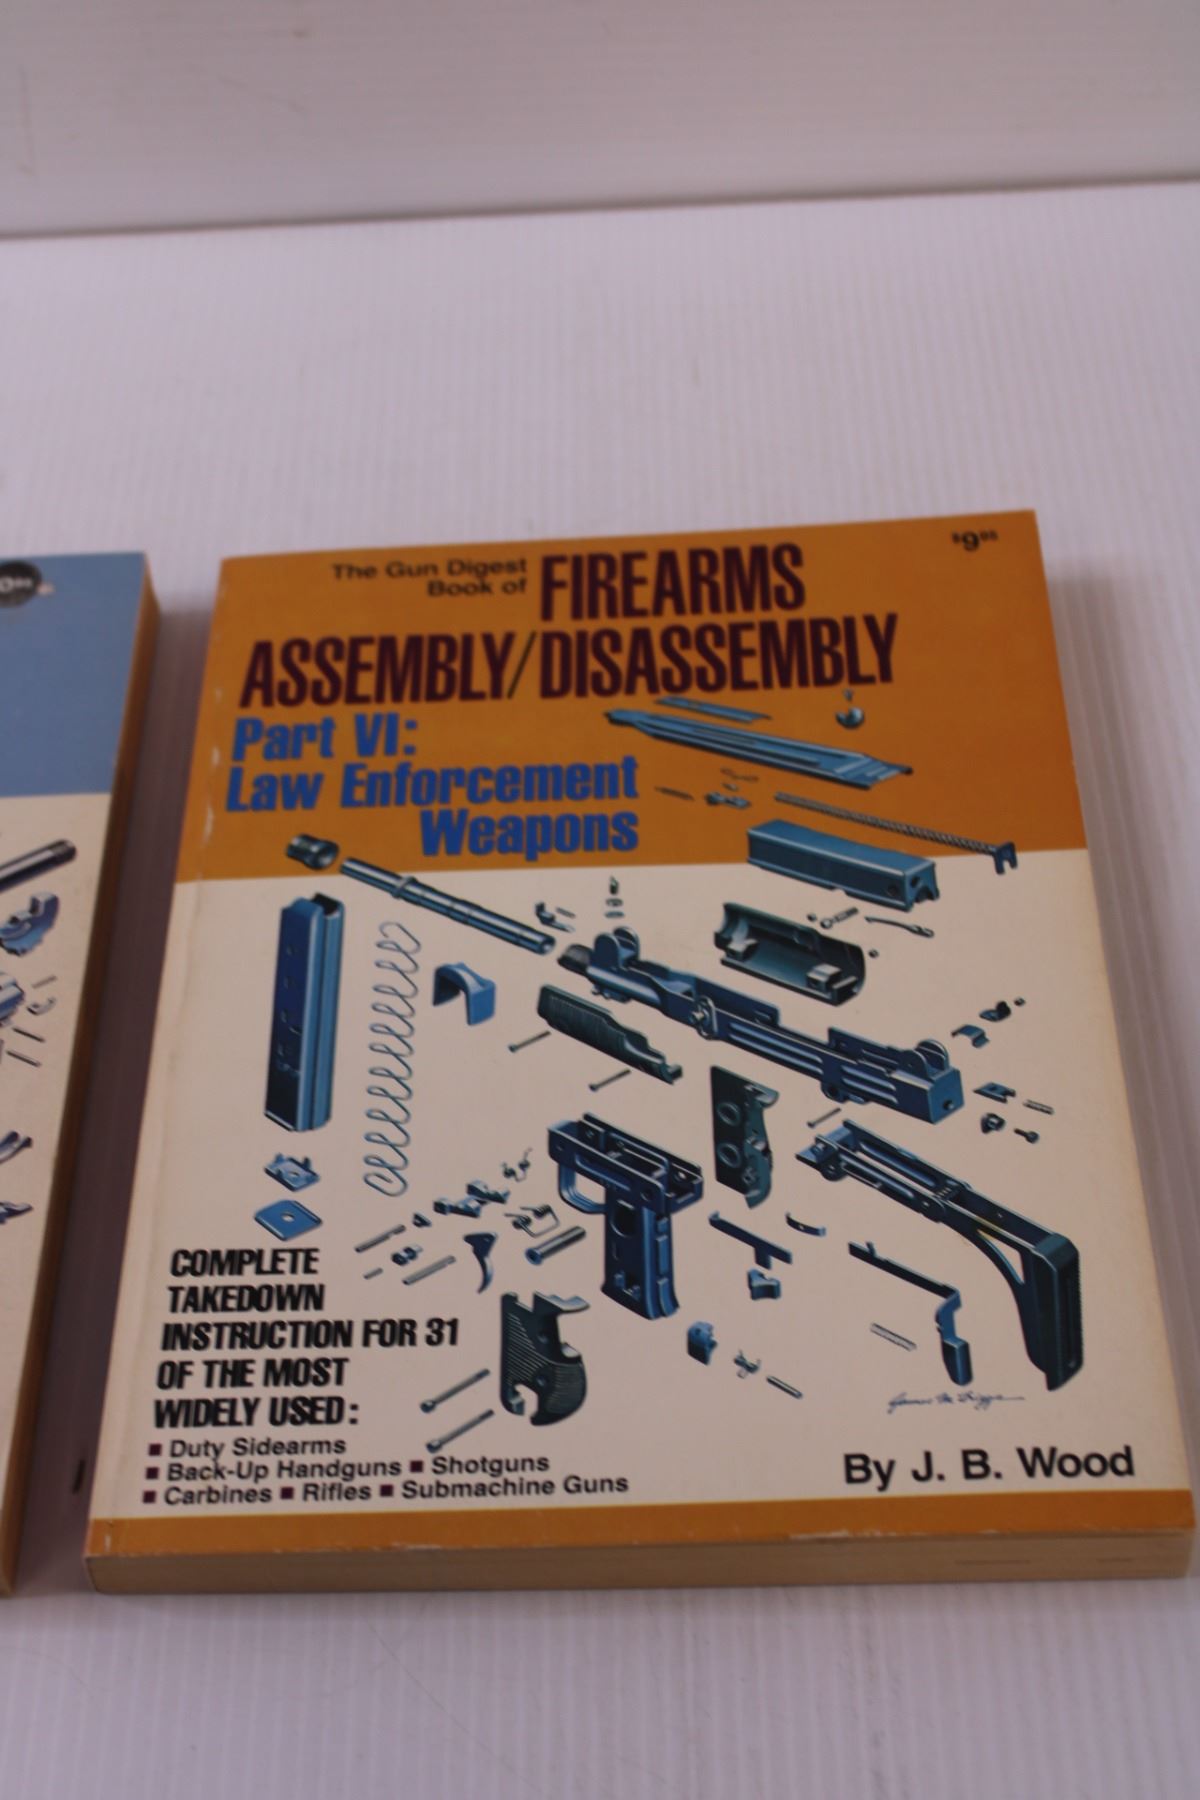 The Gun Digest
Book of FIREARMS
ASSEMBLY/DISASSEMBLY
$9.95
Part VI:
Law Enforcement
Weapons
COMPLETE
TAKEDOWN
INSTRUCTION FOR 31
OF THE MOST
WIDELY USED:
■ Duty Sidearms
■ Back-Up Handguns ■ Shotguns
■ Carbines ■ Rifles ■ Submachine Guns
By J. B. Wood